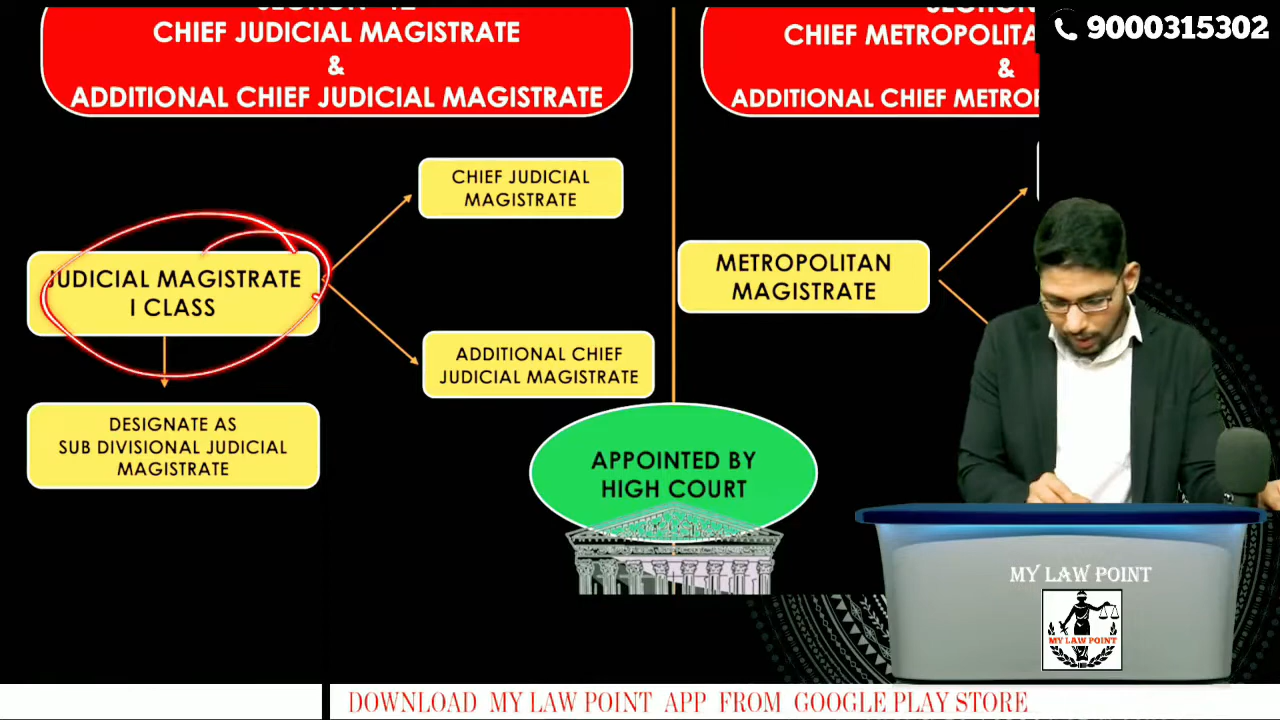 CHIEF JUDICIAL MAGISTRATE
&
ADDITIONAL CHIEF JUDICIAL MAGISTRATE
CHIEF
&
ADDITIONAL CHIEF
9000315302
CHIEF JUDICIAL
MAGISTRATE
JUDICIAL MAGISTRATE
I CLASS
ADDITIONAL CHIEF
JUDICIAL MAGISTRATE
DESIGNATE AS
SUB DIVISIONAL JUDICIAL
MAGISTRATE
METROPOLITAN
MAGISTRATE
APPOINTED BY
HIGH COURT
MY LAW POINT
MY LAW POINT
DOWNLOAD MY LAW POINT APP FROM GOOGLE PLAY STORE